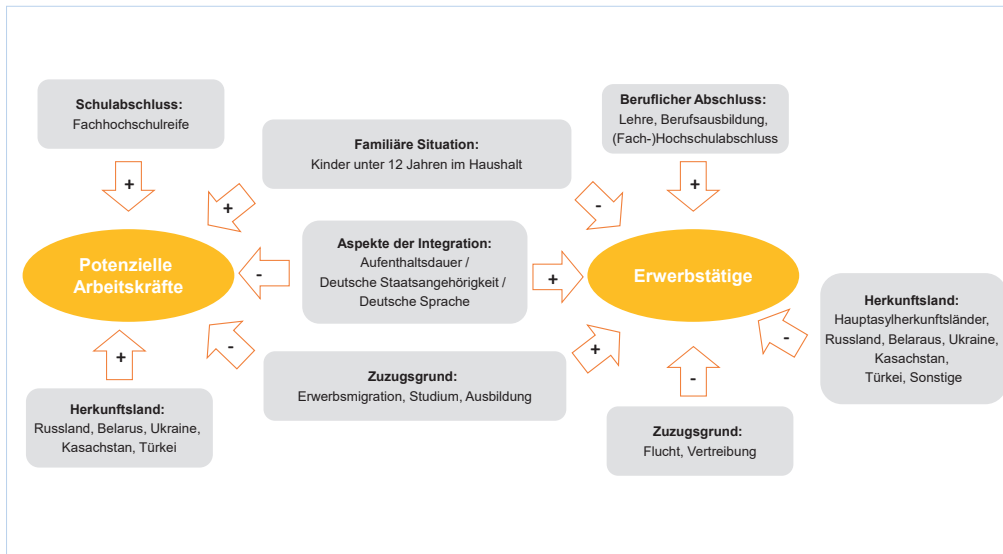 Schulabschluss:
Fachhochschulreife
+
Familiäre Situation:
Kinder unter 12 Jahren im Haushalt
+
-
Beruflicher Abschluss:
Lehre, Berufsausbildung,
(Fach-)Hochschulabschluss
+
Potenzielle
Arbeitskräfte
-
Aspekte der Integration:
Aufenthaltsdauer /
Deutsche Staatsangehörigkeit /
Deutsche Sprache
+
Erwerbstätige
Herkunftsland:
Hauptasylherkunftsländer,
Russland, Belaraus, Ukraine,
Kasachstan,
Türkei, Sonstige
-
+
Herkunftsland:
Russland, Belarus, Ukraine,
Kasachstan, Türkei
-
Zuzugsgrund:
Erwerbsmigration, Studium, Ausbildung
+
-
Zuzugsgrund:
Flucht, Vertreibung